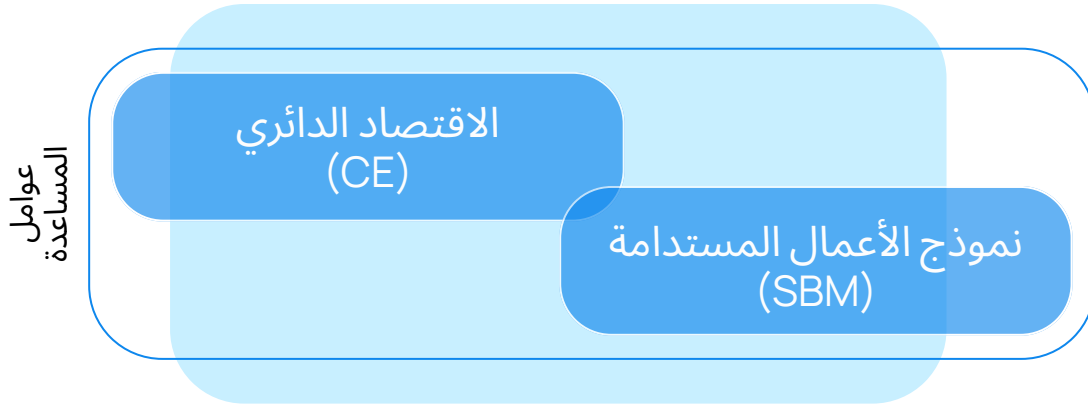 عوامل
المساعدة
الاقتصاد الدائري
(CE)
نموذج الأعمال المستدامة
(SBM)